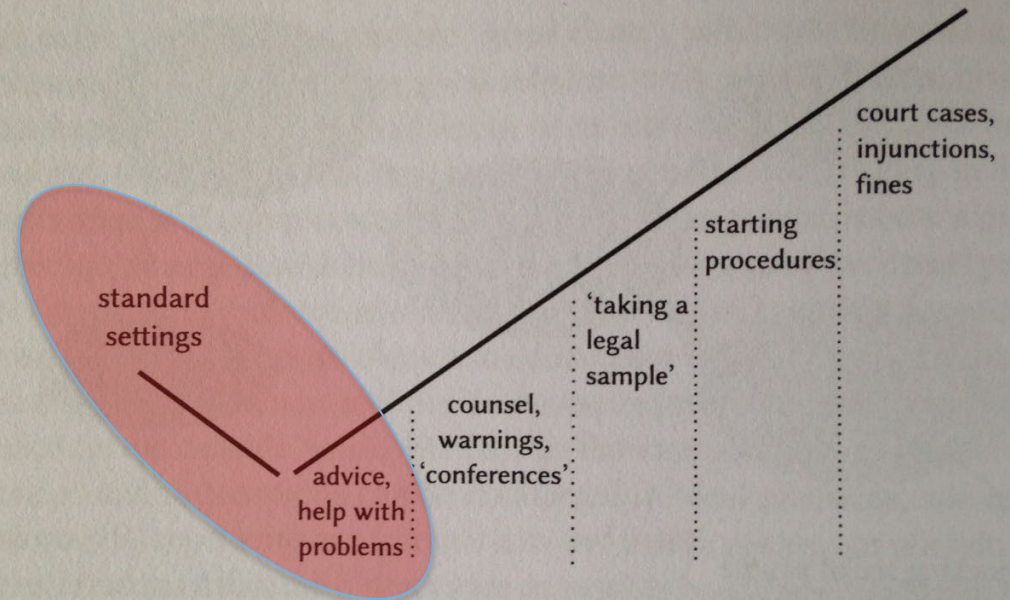 standard
settings
advice,
help with
problems
counsel,
warnings,
‘conferences’
‘taking a
legal
sample’
starting
procedures
court cases,
injunctions,
fines